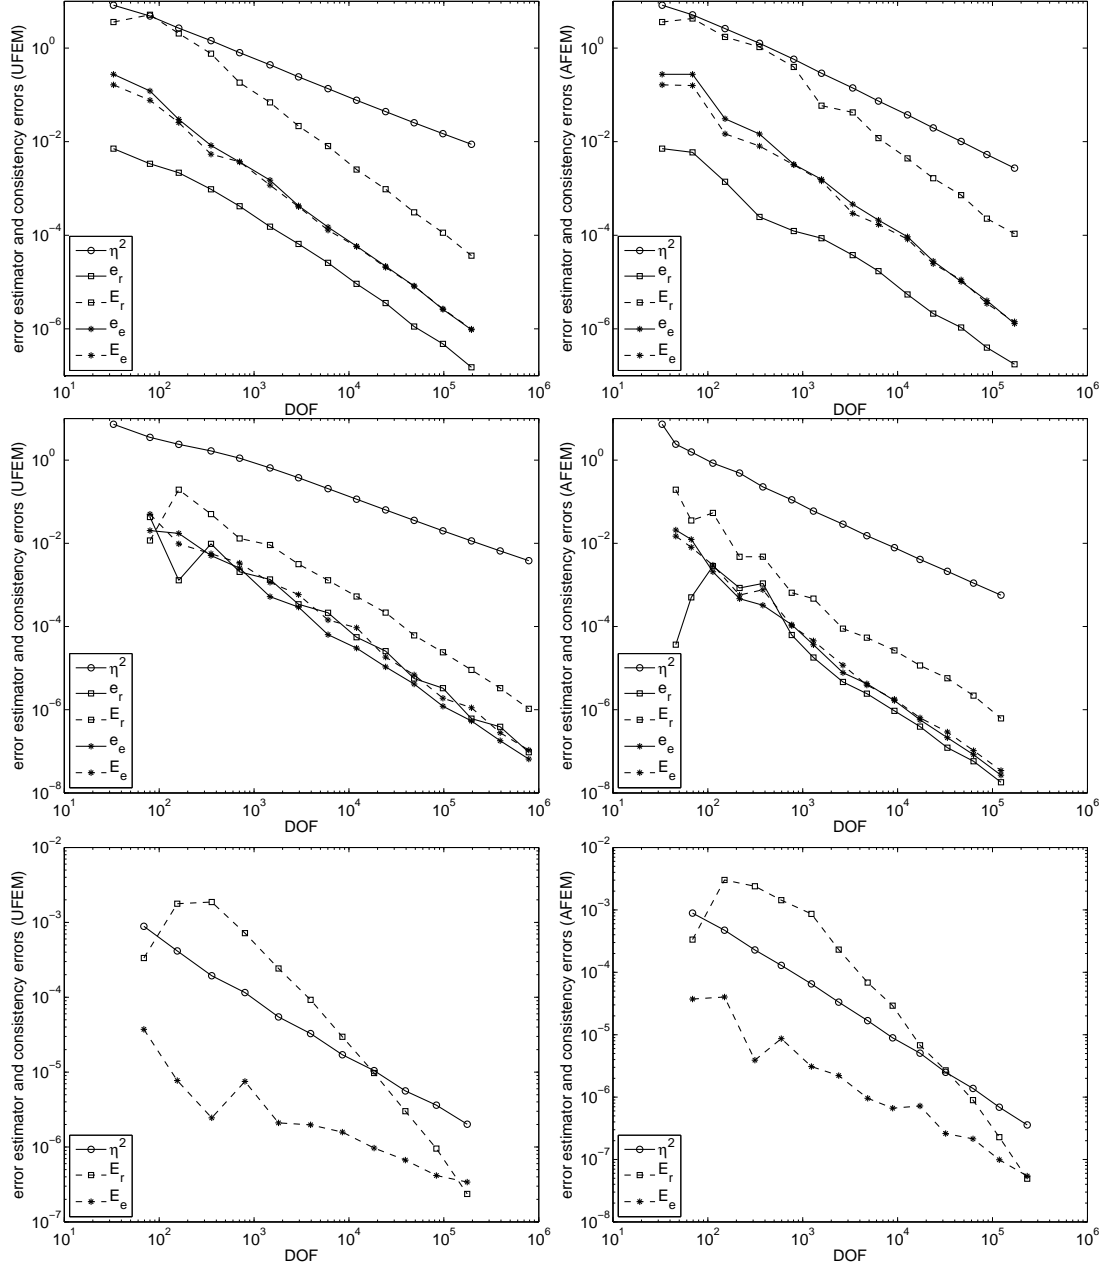 error estimator and consistency errors (UFEM)
10^0
10^-2
10^-4
10^-6
η^2
e_r
E_r
e_e
E_e
10^1 10^2 10^3 10^4 10^5 10^6
DOF
error estimator and consistency errors (AFEM)
10^0
10^-2
10^-4
10^-6
η^2
e_r
E_r
e_e
E_e
10^1 10^2 10^3 10^4 10^5 10^6
DOF
error estimator and consistency errors (UFEM)
10^0
10^-2
10^-4
10^-6
10^-8
η^2
e_r
E_r
e_e
E_e
10^1 10^2 10^3 10^4 10^5 10^6
DOF
error estimator and consistency errors (AFEM)
10^0
10^-2
10^-4
10^-6
10^-8
η^2
e_r
E_r
e_e
E_e
10^1 10^2 10^3 10^4 10^5 10^6
DOF
error estimator and consistency errors (UFEM)
10^-2
10^-3
10^-4
10^-5
10^-6
10^-7
η^2
E_r
E_e
10^1 10^2 10^3 10^4 10^5 10^6
DOF
error estimator and consistency errors (AFEM)
10^-2
10^-3
10^-4
10^-5
10^-6
10^-7
10^-8
η^2
E_r
E_e
10^1 10^2 10^3 10^4 10^5 10^6
DOF